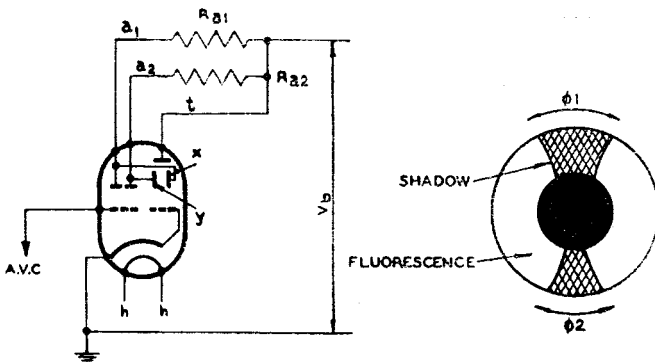 a1
Ra1
a2
Ra2
t
x
y
A.V.C
h
h
Vb
φ1
SHADOW
FLUORESCENCE
φ2